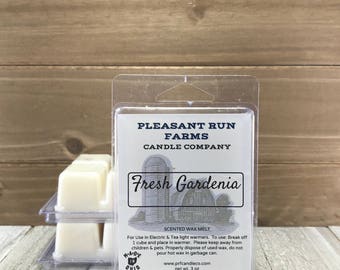 PLEASANT RUN
FARMS
CANDLE COMPANY
Fresh Gardenia
SCENTED WAX MELT
For Use in Electric & Tea light warmers. To use: Break off
1 cube and place in warmer. Please keep away from
children & pets. Properly dispose of used wax, do not
pour hot wax in garbage can.
www.prfcandleco.com
net wt. 3 oz
MADE
OHIO